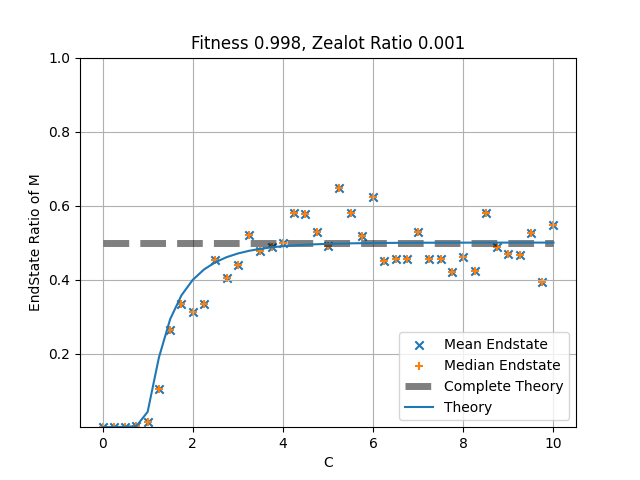 Fitness 0.998, Zealot Ratio 0.001
1.0
0.8
0.6
0.4
0.2
EndState Ratio of M
0 2 4 6 8 10
C
Mean Endstate
Median Endstate
Complete Theory
Theory